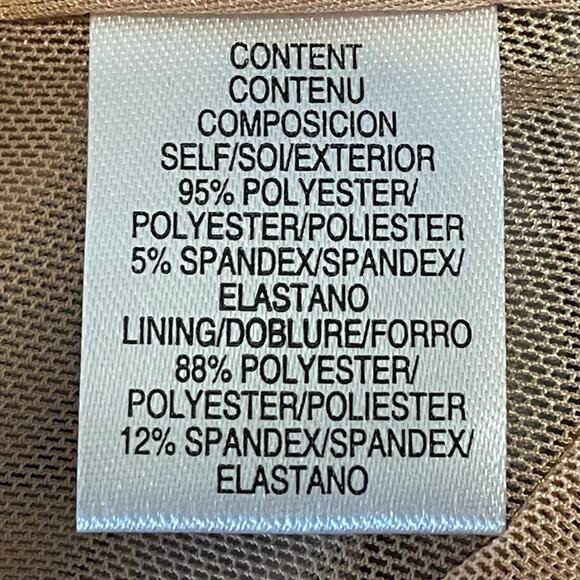 CONTENT
CONTENU
COMPOSICION
SELF/SOI/EXTERIOR
95% POLYESTER/
POLYESTER/POLIESTER
5% SPANDEX/SPANDEX/
ELASTANO
LINING/DOBLURE/FORRO
88% POLYESTER/
POLYESTER/POLIESTER
12% SPANDEX/SPANDEX/
ELASTANO